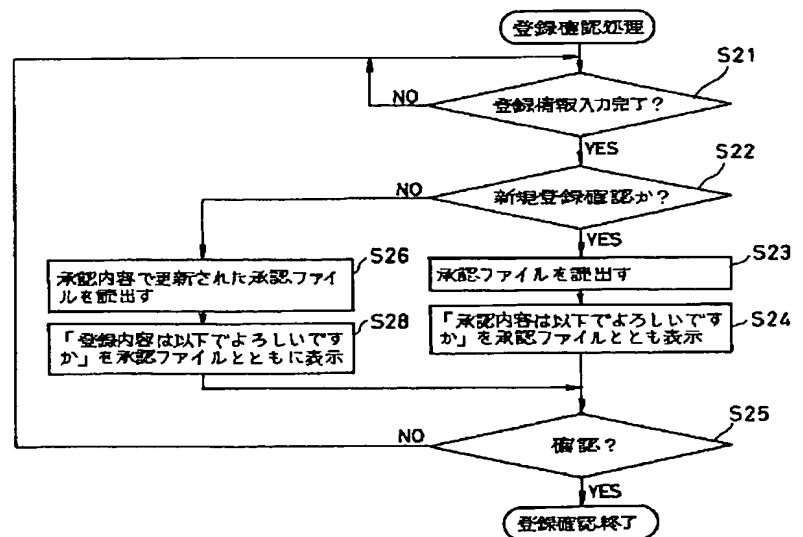 登録確認処理
S21
登録情報入力完了?
NO
YES
S22
新規登録確認か?
NO
YES
S26
承認内容で更新された承認ファイ
ルを読出す
S23
承認ファイルを読出す
S28
「登録内容は以下でよろしいです
か」を承認ファイルとともに表示
S24
「承認内容は以下でよろしいです
か」を承認ファイルととも表示
S25
確認?
NO
YES
登録確認終了